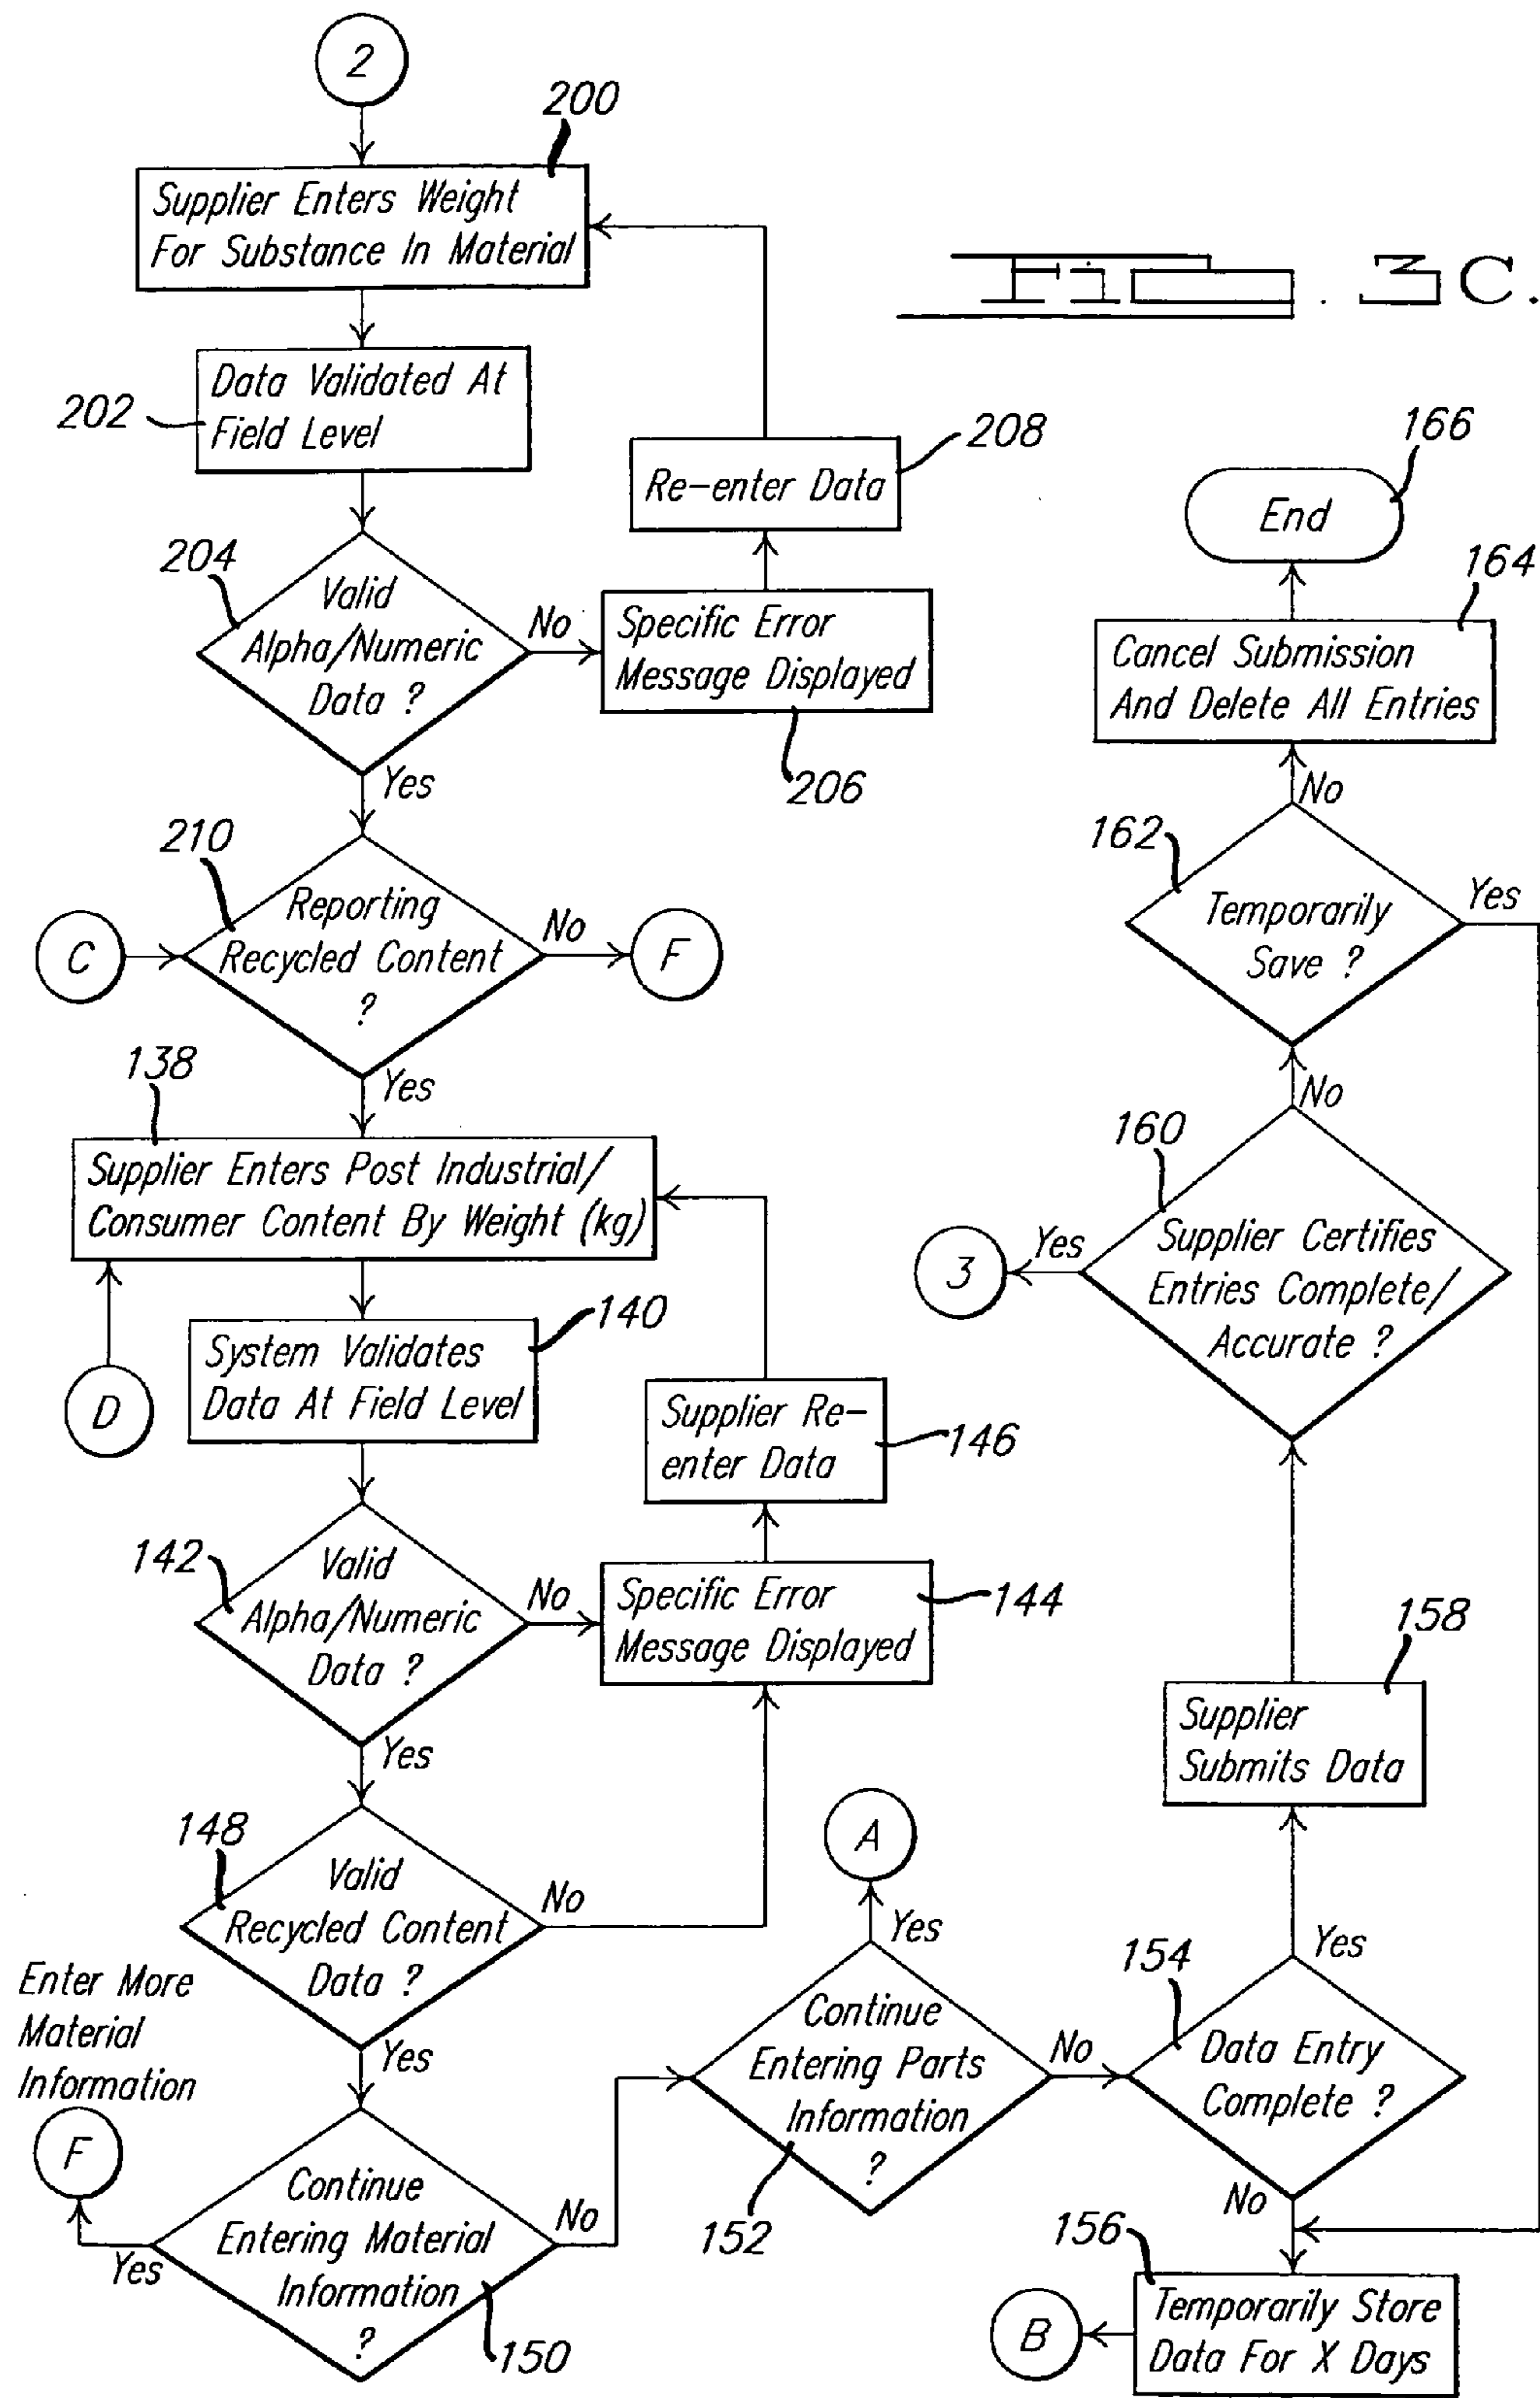 2
200
Supplier Enters Weight
For Substance In Material
FIG. 3C.
Data Validated At
Field Level
202
208
Re-enter Data
166
End
204
Valid
Alpha/Numeric
Data ?
No
Specific Error
Message Displayed
206
Yes
164
Cancel Submission
And Delete All Entries
No
210
Reporting
Recycled Content
?
C
No
F
Yes
162
Temporarily
Save ?
Yes
No
138
Supplier Enters Post Industrial/
Consumer Content By Weight (kg)
160
Supplier Certifies
Entries Complete/
Accurate ?
Yes
3
D
140
System Validates
Data At Field Level
Supplier Re-
enter Data
146
142
Valid
Alpha/Numeric
Data ?
No
Specific Error
Message Displayed
144
Yes
158
Supplier
Submits Data
148
Valid
Recycled Content
Data ?
No
Yes
A
Yes
152
Continue
Entering Parts
Information
?
No
154
Data Entry
Complete ?
Yes
No
Enter More
Material
Information
F
Yes
Continue
Entering Material
Information
?
150
No
156
Temporarily Store
Data For X Days
B